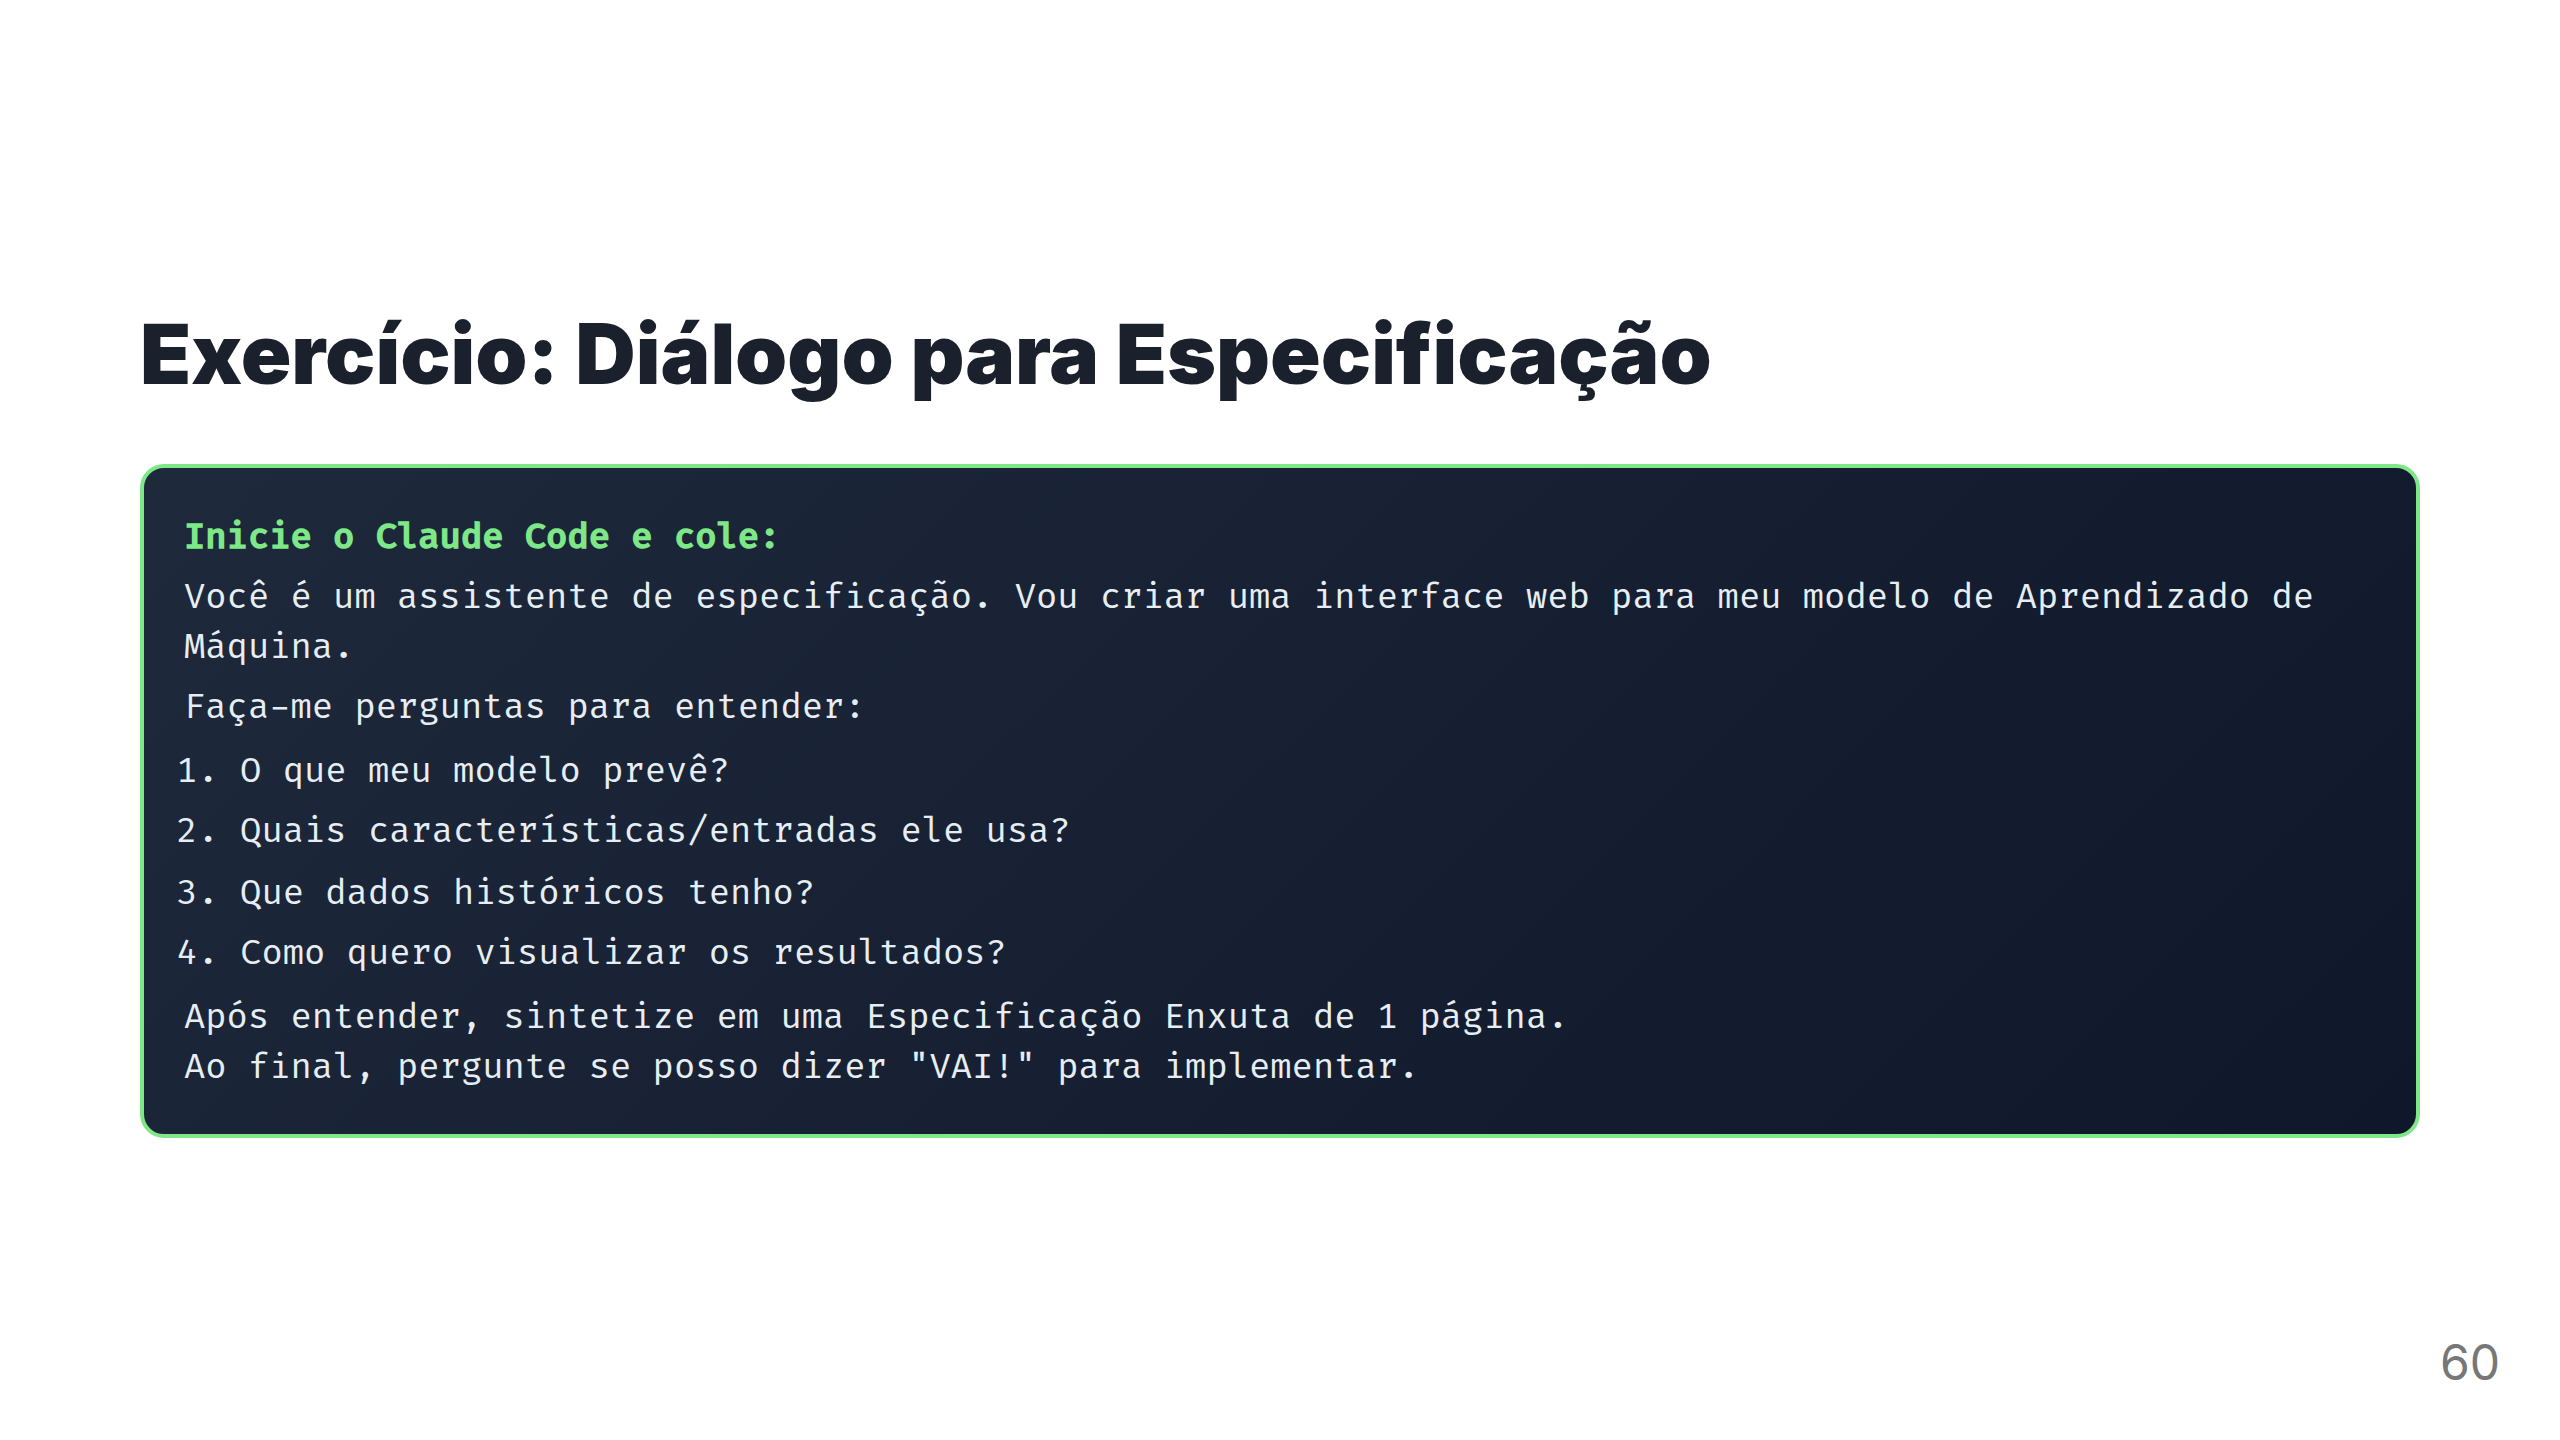 Exercício: Diálogo para Especificação
Inicie o Claude Code e cole:
Você é um assistente de especificação. Vou criar uma interface web para meu modelo de Aprendizado de
Máquina.
Faça-me perguntas para entender:
1. O que meu modelo prevê?
2. Quais características/entradas ele usa?
3. Que dados históricos tenho?
4. Como quero visualizar os resultados?
Após entender, sintetize em uma Especificação Enxuta de 1 página.
Ao final, pergunte se posso dizer "VAI!" para implementar.
60